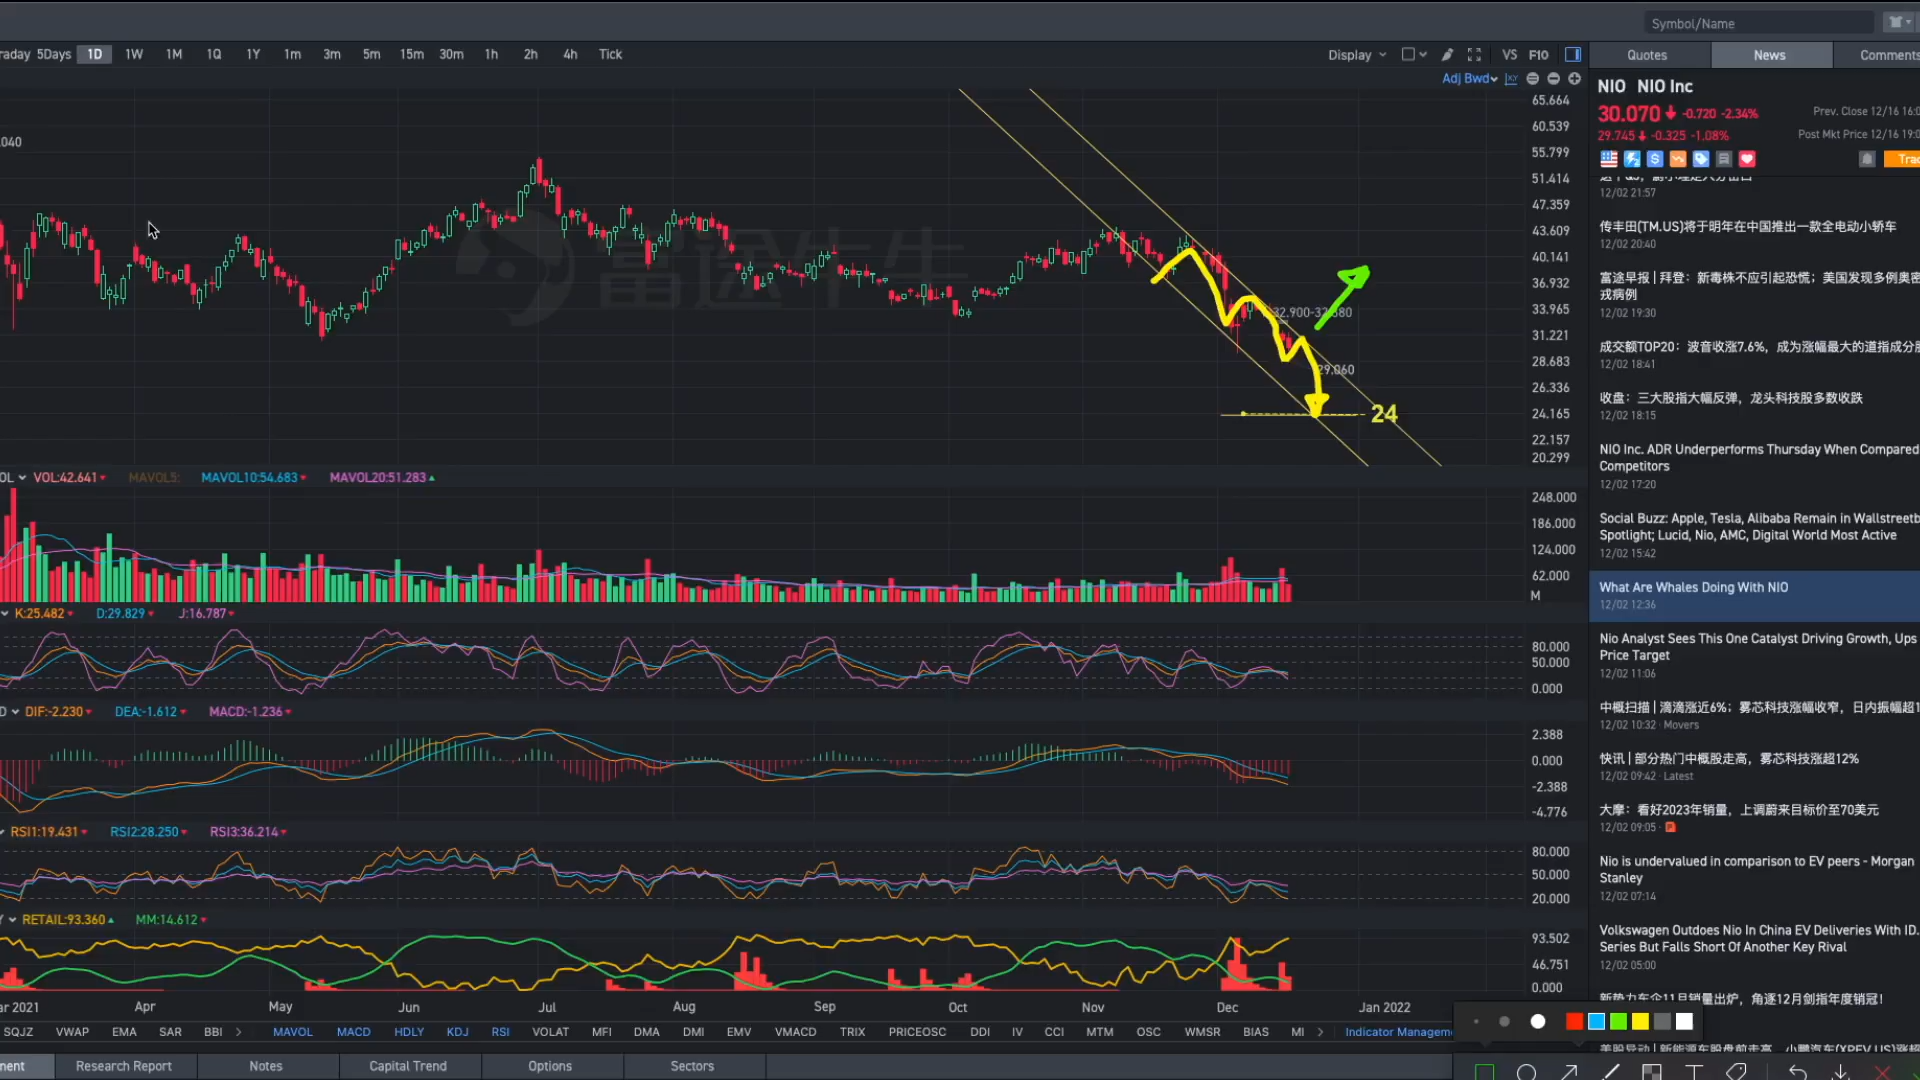 Symbol/Name
raday 5Days 1D 1W 1M 1Q 1Y 1m 3m 5m 15m 30m 1h 2h 4h Tick
Display VS F10
Adj Bwd
Quotes News Comments
NIO NIO Inc
30.070 -0.720 -2.34% Prev. Close 12/16 16:0
29.745 -0.325 -1.08% Post Mkt Price 12/16 19:0
Trad
12/02 21:57
传丰田(TM.US)将于明年在中国推出一款全电动小轿车
12/02 20:40
富途早报 | 拜登：新毒株不应引起恐慌；美国发现多例奥密
戎病例
12/02 19:30
成交额TOP20：波音收涨7.6%，成为涨幅最大的道指成分股
12/02 18:41
收盘：三大股指大幅反弹，龙头科技股多数收跌
12/02 18:15
NIO Inc. ADR Underperforms Thursday When Compared
Competitors
12/02 17:20
Social Buzz: Apple, Tesla, Alibaba Remain in Wallstreetb
Spotlight; Lucid, Nio, AMC, Digital World Most Active
12/02 15:42
What Are Whales Doing With NIO
12/02 12:36
Nio Analyst Sees This One Catalyst Driving Growth, Ups
Price Target
12/02 11:06
中概扫描 | 滴滴涨近6%；雾芯科技涨幅收窄，日内振幅超1
12/02 10:32 · Movers
快讯 | 部分热门中概股走高，雾芯科技涨超12%
12/02 09:42 · Latest
大摩：看好2023年销量，上调蔚来目标价至70美元
12/02 09:05 ·
Nio is undervalued in comparison to EV peers - Morgan
Stanley
12/02 07:14
Volkswagen Outdoes Nio In China EV Deliveries With ID.
Series But Falls Short Of Another Key Rival
12/02 05:00
新势力车企11月销量出炉，角逐12月剑指年度销冠！
65.664
60.539
55.799
51.414
47.359
43.609
40.141
36.932
33.965
31.221
28.683
26.336
24.165
22.157
20.299
.040
富途牛牛
32.900-32.
29.060
24
OL VOL:42.641 MAVOL5: MAVOL10:54.683 MAVOL20:51.283
248.000
186.000
124.000
62.000
M
K:25.482 D:29.829 J:16.787
80.000
50.000
0.000
D DIF:-2.230 DEA:-1.612 MACD:-1.236
2.388
0.000
-2.388
-4.776
RSI1:19.431 RSI2:28.250 RSI3:36.214
80.000
50.000
20.000
Y RETAIL:93.360 MM:14.612
93.502
46.751
0.000
ar 2021 Apr May Jun Jul Aug Sep Oct Nov Dec Jan 2022
SQJZ VWAP EMA SAR BBI MAVOL MACD HDLY KDJ RSI VOLAT MFI DMA DMI EMV VMACD TRIX PRICEOSC DDI IV CCI MTM OSC WMSR BIAS MI Indicator Managem
ment Research Report Notes Capital Trend Options Sectors